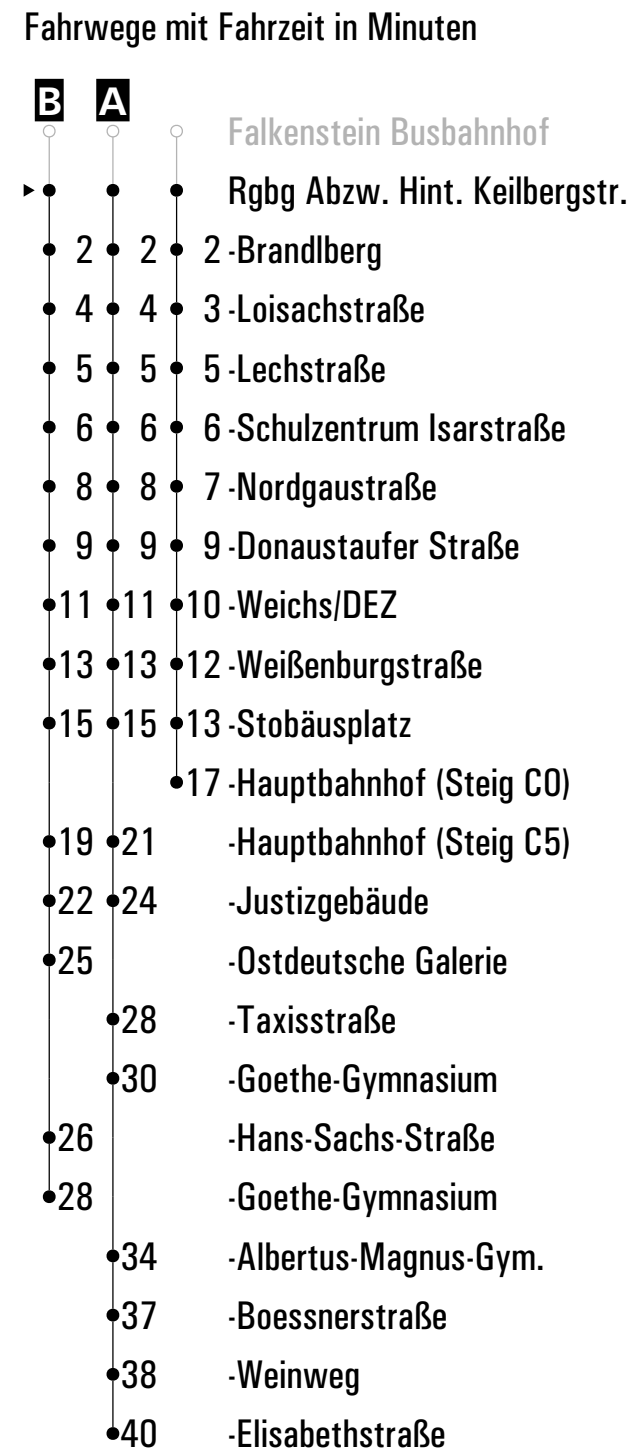 Fahrwege mit Fahrzeit in Minuten
B A
Falkenstein Busbahnhof
Rgbg Abzw. Hint. Keilbergstr.
2 2 2 -Brandlberg
4 4 3 -Loisachstraße
5 5 5 -Lechstraße
6 6 6 -Schulzentrum Isarstraße
8 8 7 -Nordgaustraße
9 9 9 -Donaustaufer Straße
11 11 10 -Weichs/DEZ
13 13 12 -Weißenburgstraße
15 15 13 -Stobäusplatz
17 -Hauptbahnhof (Steig C0)
19 21 -Hauptbahnhof (Steig C5)
22 24 -Justizgebäude
25 -Ostdeutsche Galerie
28 -Taxisstraße
30 -Goethe-Gymnasium
26 -Hans-Sachs-Straße
28 -Goethe-Gymnasium
34 -Albertus-Magnus-Gym.
37 -Boessnerstraße
38 -Weinweg
40 -Elisabethstraße